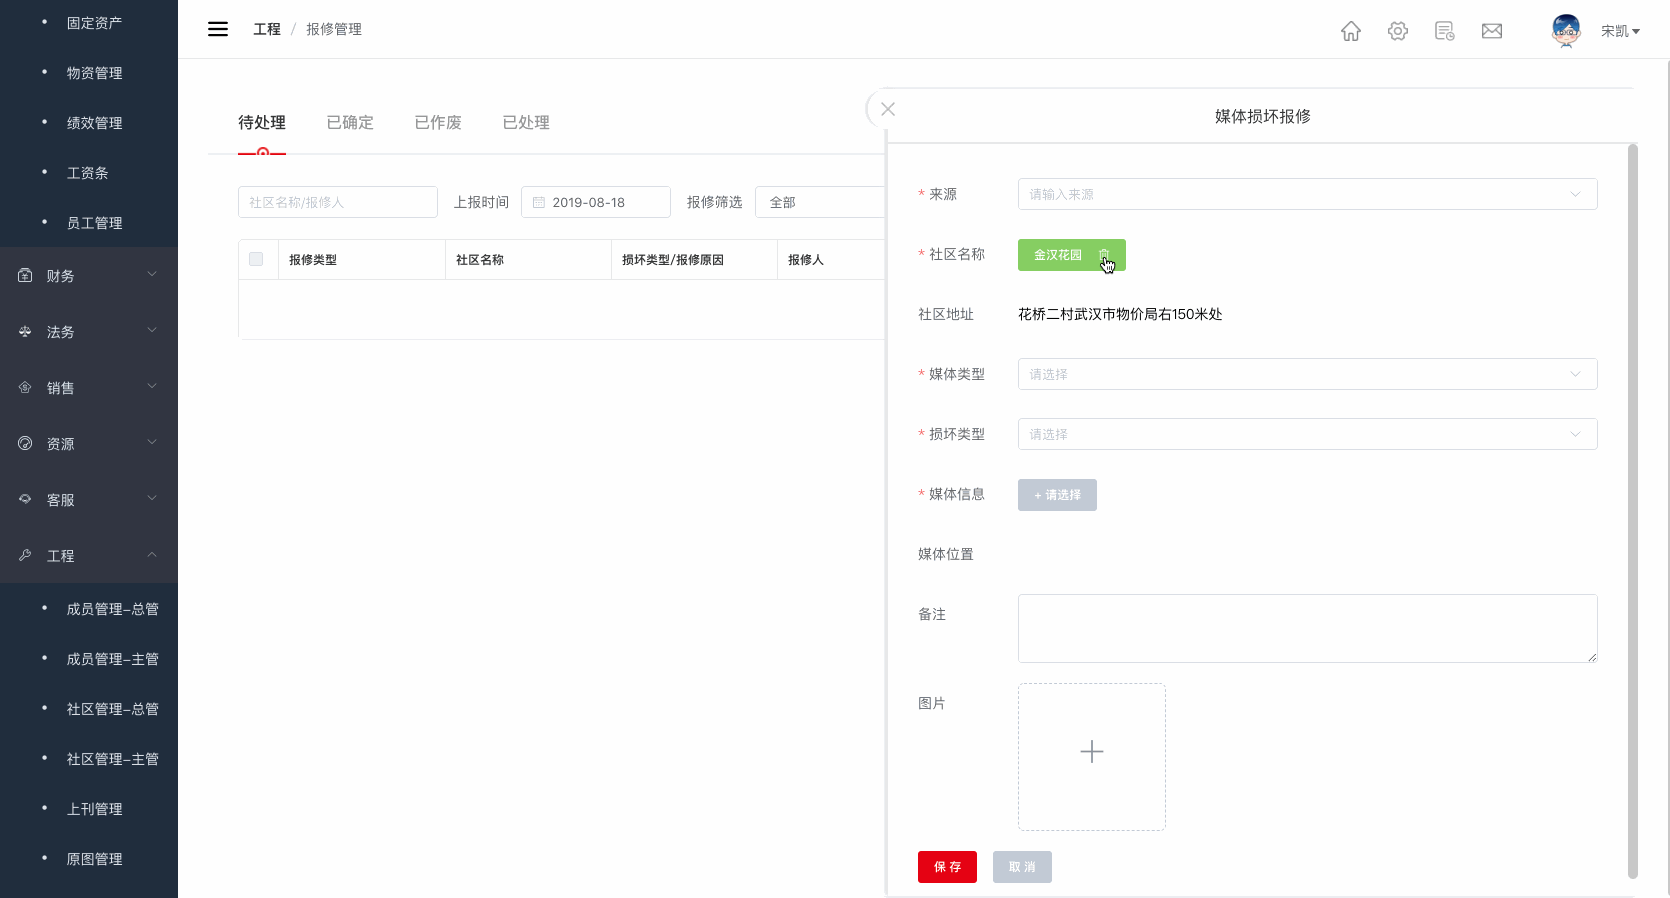 固定资产
物资管理
绩效管理
工资条
员工管理
财务
法务
销售
资源
客服
工程
成员管理-总管
成员管理-主管
社区管理-总管
社区管理-主管
上刊管理
原图管理
工程 / 报修管理
宋凯
待处理 已确定 已作废 已处理
社区名称/报修人 上报时间 2019-08-18 报修筛选 全部
报修类型 社区名称 损坏类型/报修原因 报修人
媒体损坏报修
* 来源 请输入来源
* 社区名称 金汉花园
社区地址 花桥二村武汉市物价局右150米处
* 媒体类型 请选择
* 损坏类型 请选择
* 媒体信息 + 请选择
媒体位置
备注
图片
保存 取消